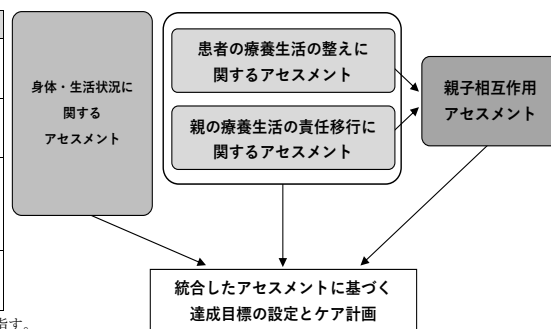 身体・生活状況に
関する
アセスメント
患者の療養生活の整えに
関するアセスメント
親の療養生活の責任移行に
関するアセスメント
親子相互作用
アセスメント
統合したアセスメントに基づく
達成目標の設定とケア計画
指す。